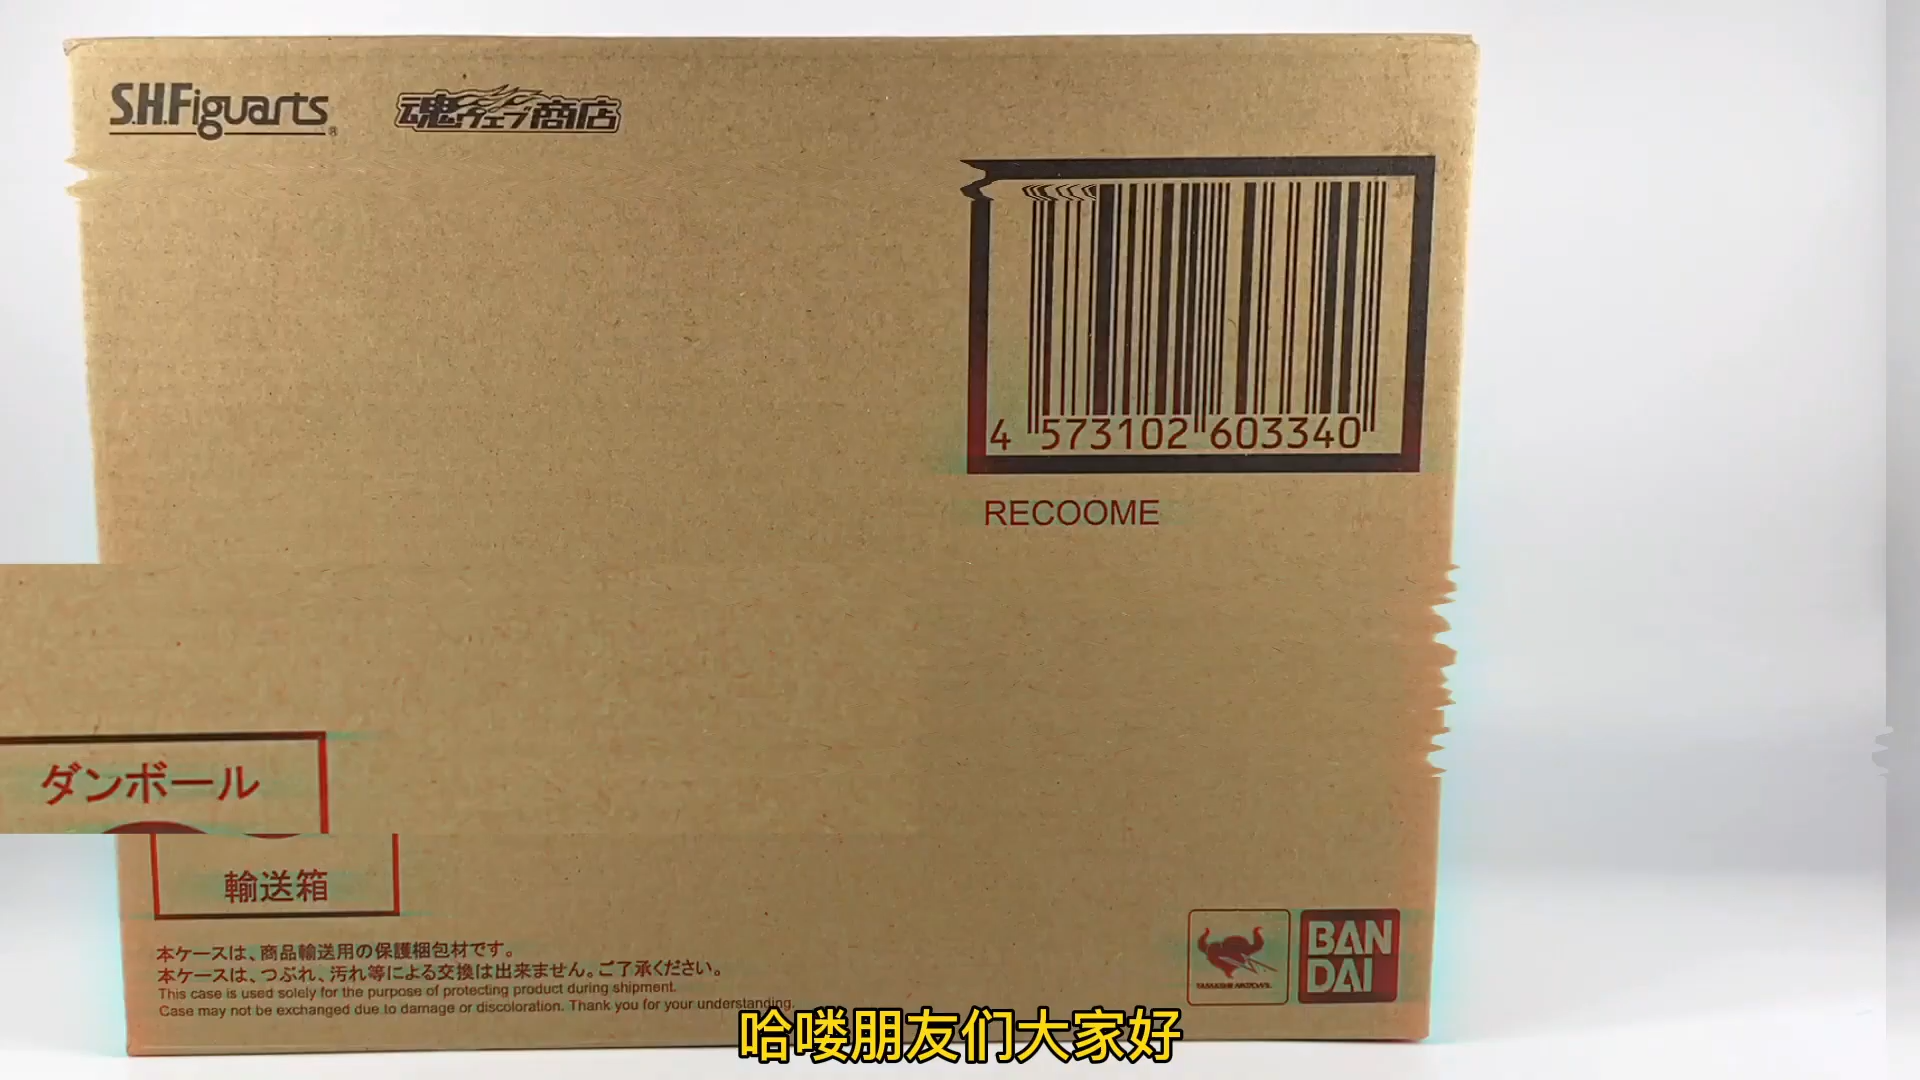 S.H.Figuarts®
魂ウェブ商店
4 573102 603340
RECOOME
ダンボール
輸送箱
本ケースは、商品輸送用の保護梱包材です。
本ケースは、つぶれ、汚れ等による交換は出来ません。ご了承ください。
This case is used solely for the purpose of protecting product during shipment.
Case may not be exchanged due to damage or discoloration. Thank you for your understanding.
TAMASHII NATIONS
BAN
DAI
哈喽朋友们大家好